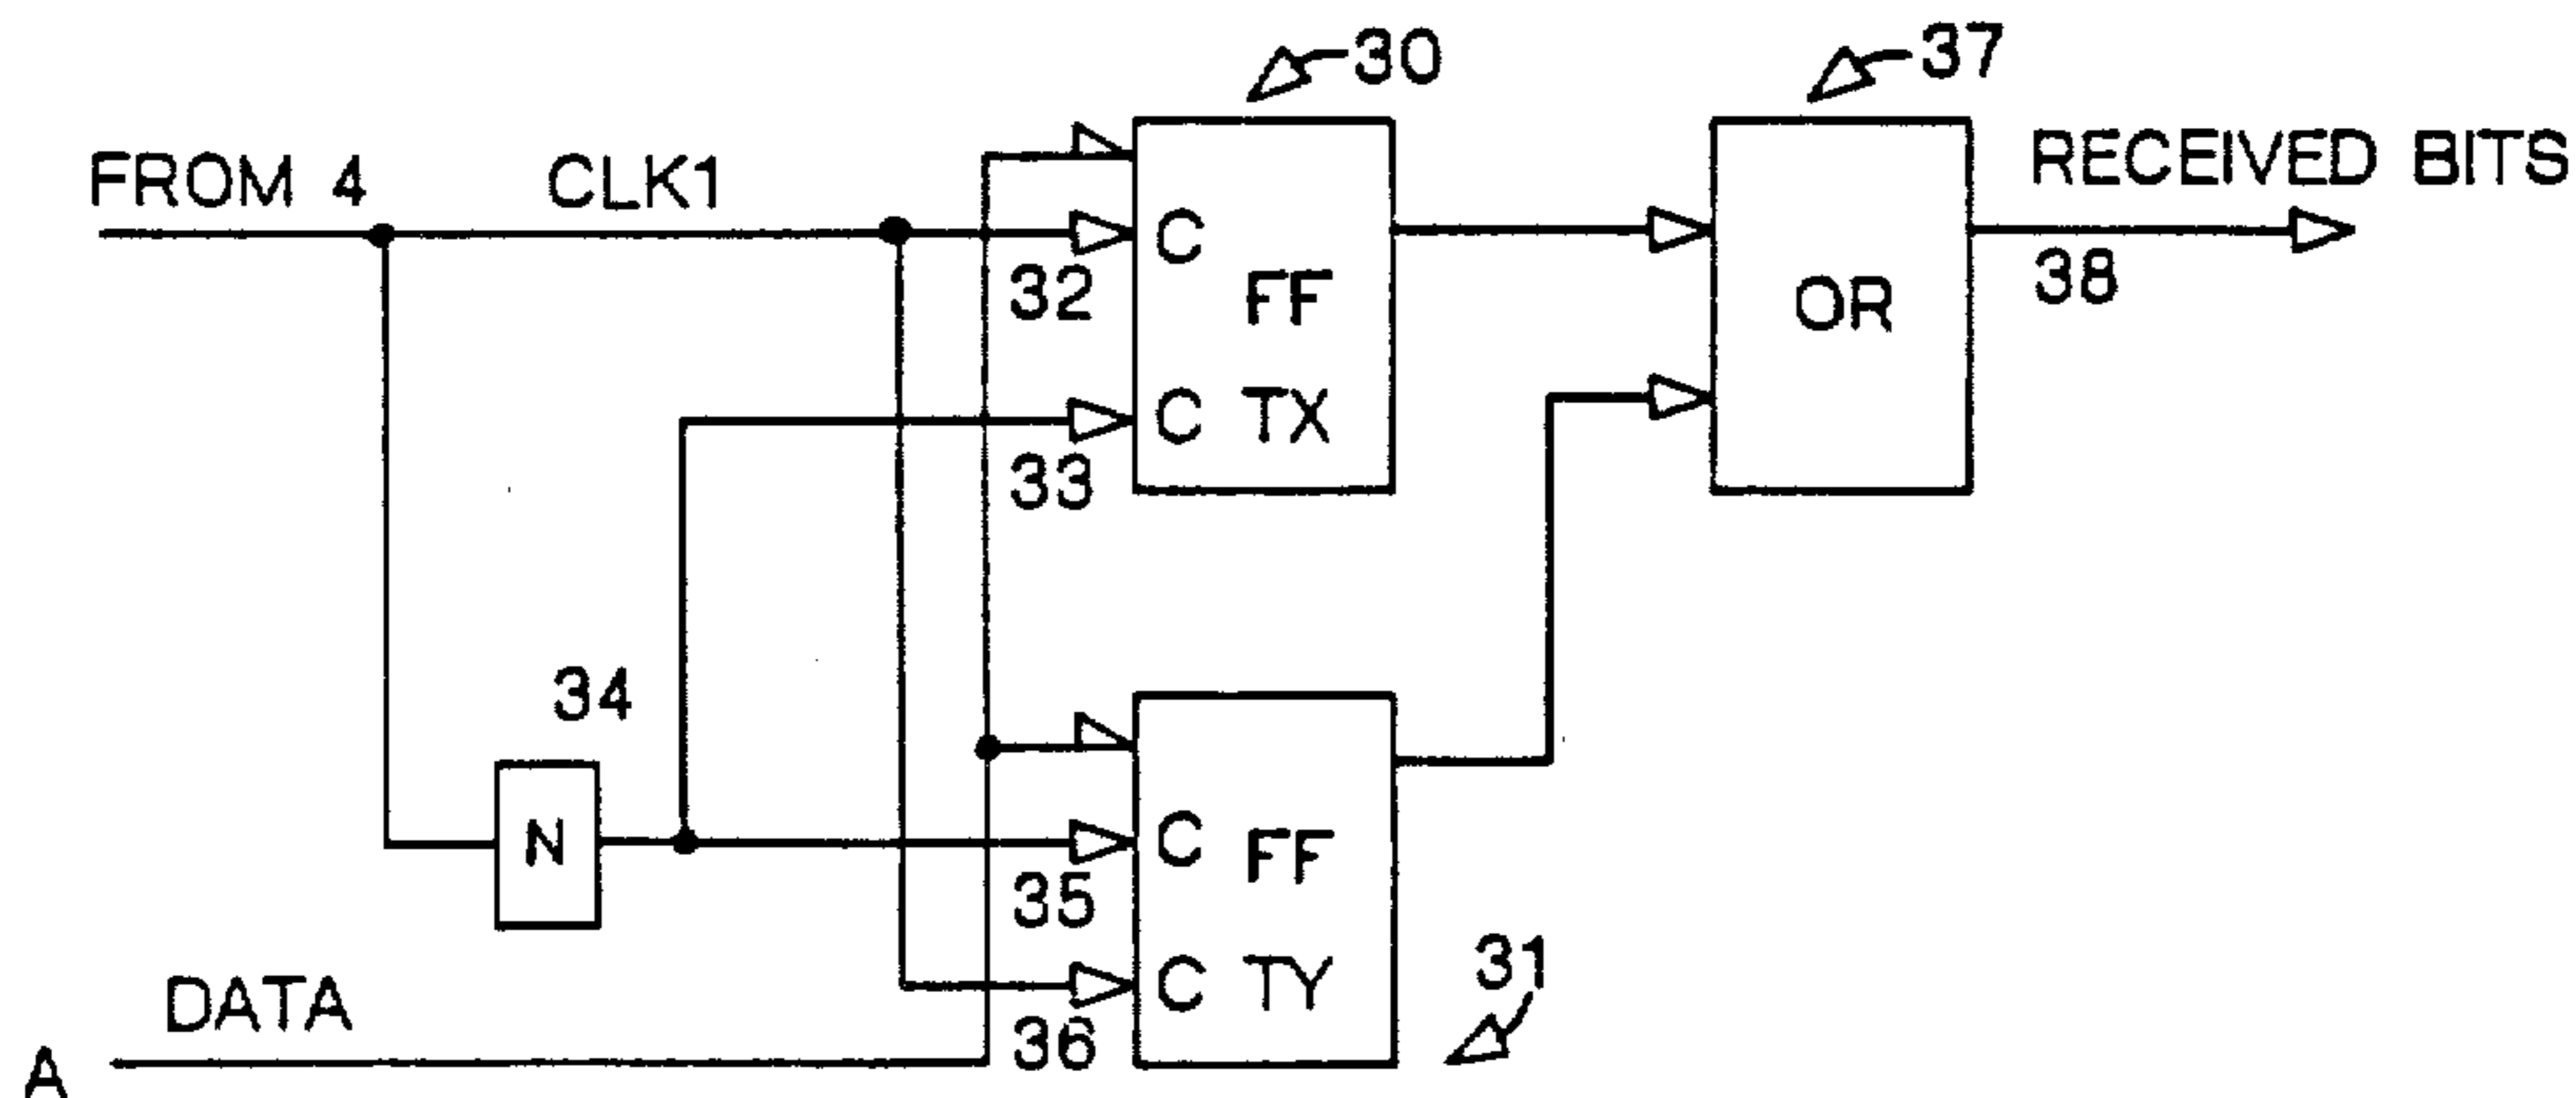 30
37
FROM 4
CLK1
RECEIVED BITS
C
32
FF
OR
38
C
TX
33
34
N
C
FF
35
31
C
TY
36
DATA
A